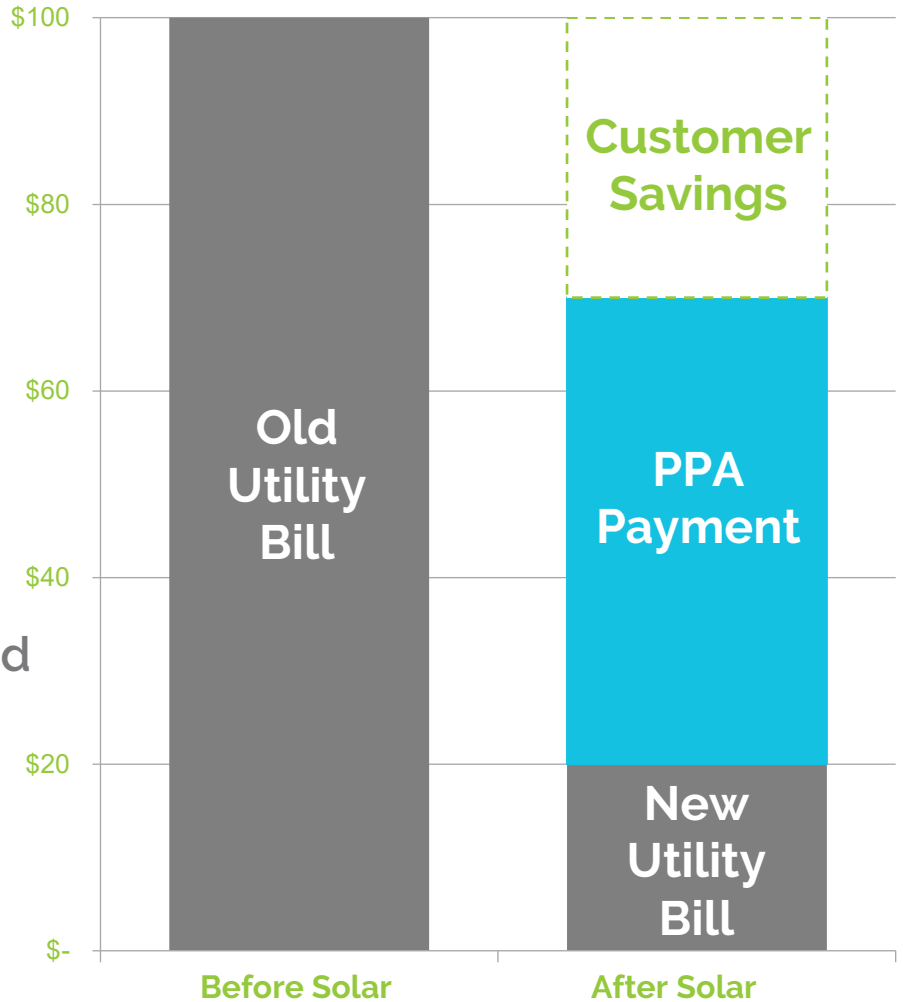 $100
Customer
Savings
$80
$60
Old
Utility
Bill
PPA
Payment
$40
d
$20
New
Utility
Bill
$-
Before Solar
After Solar